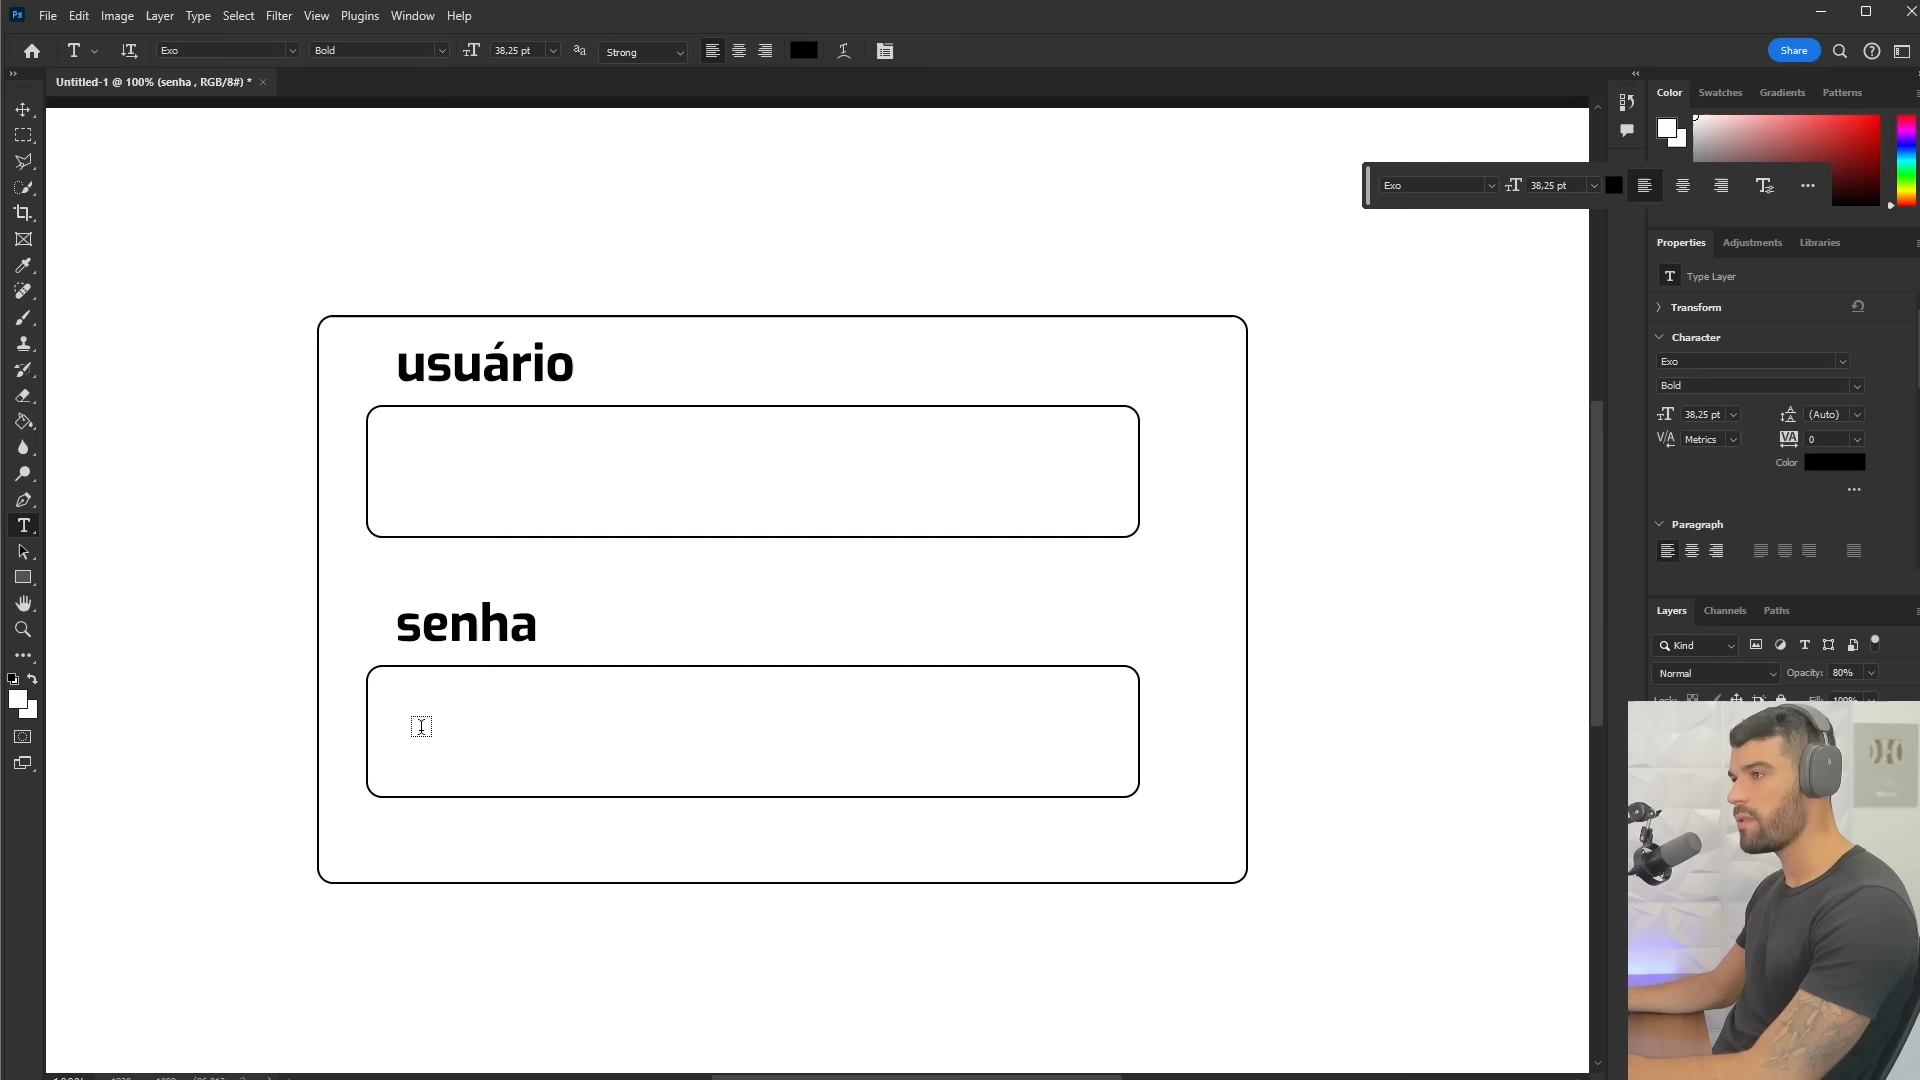 Ps File Edit Image Layer Type Select Filter View Plugins Window Help
T Exo Bold 38,25 pt aa Strong Share
Untitled-1 @ 100% (senha , RGB/8#) *
Color Swatches Gradients Patterns
Exo 38,25 pt
Properties Adjustments Libraries
T Type Layer
Transform
Character
Exo
Bold
38,25 pt (Auto)
Metrics 0
Color
Paragraph
Layers Channels Paths
Kind
Normal Opacity: 80%
usuário
senha